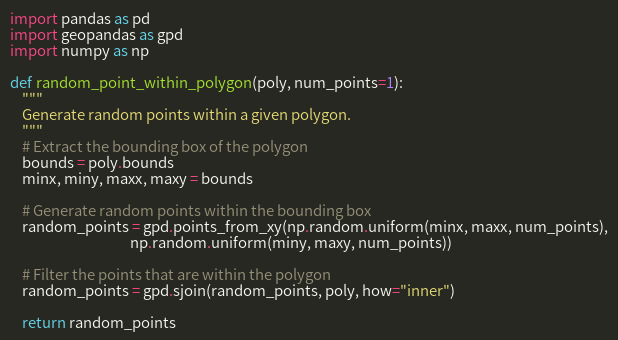 import pandas as pd
import geopandas as gpd
import numpy as np
def random_point_within_polygon(poly, num_points=1):
"""
Generate random points within a given polygon.
"""
# Extract the bounding box of the polygon
bounds = poly.bounds
minx, miny, maxx, maxy = bounds
# Generate random points within the bounding box
random_points = gpd.points_from_xy(np.random.uniform(minx, maxx, num_points),
np.random.uniform(miny, maxy, num_points))
# Filter the points that are within the polygon
random_points = gpd.sjoin(random_points, poly, how="inner")
return random_points